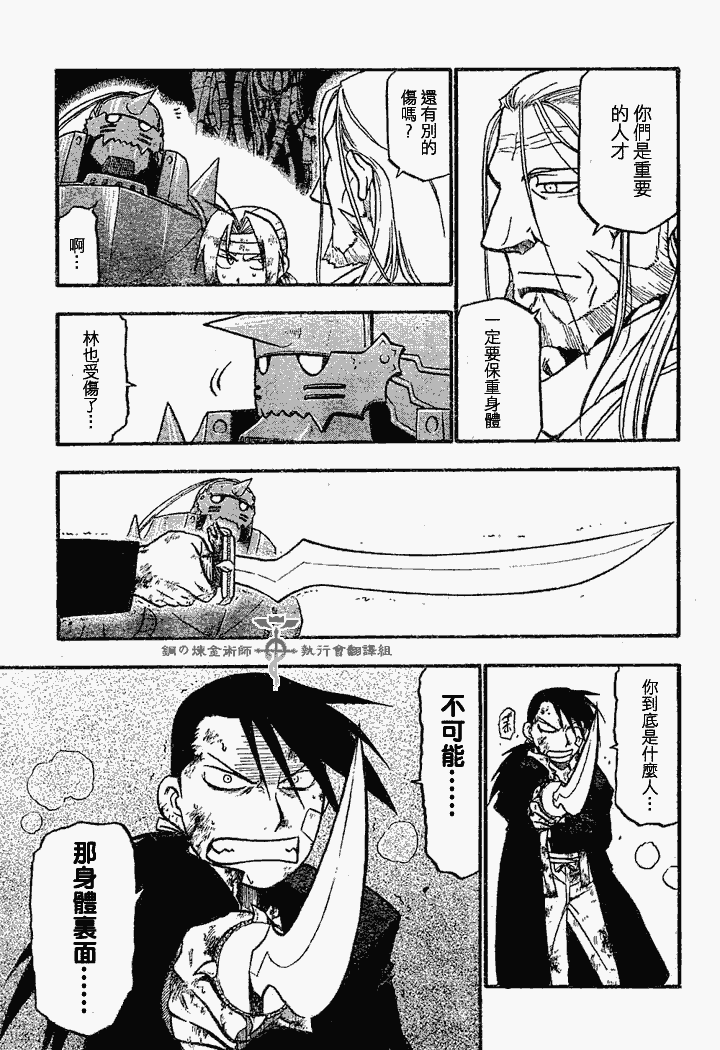 你們是重要
的人才
一定要保重身體
還有別的
傷嗎？
啊…
林也受傷了…
鋼の煉金術師 執行會翻譯組
你到底是什麼人…
不可能……
那身體裏面……